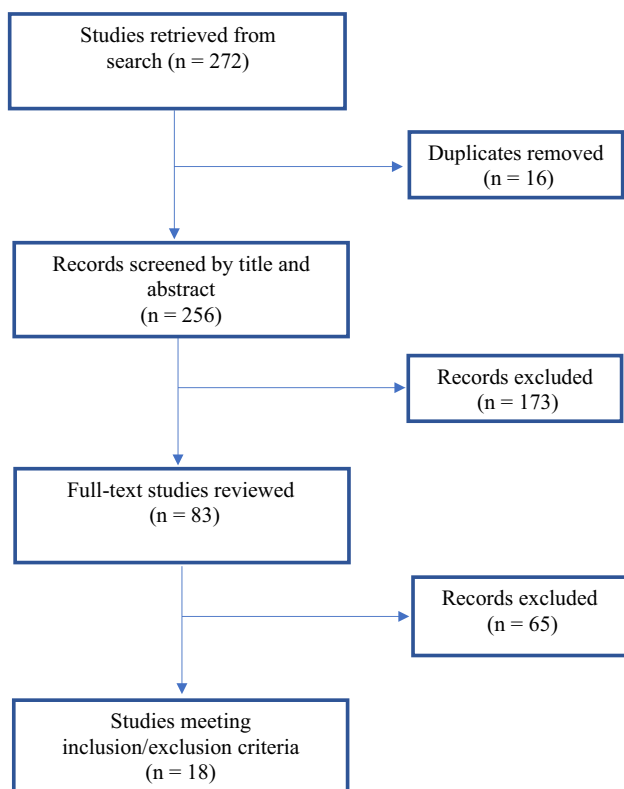 Studies retrieved from
search (n = 272)
Duplicates removed
(n = 16)
Records screened by title and
abstract
(n = 256)
Records excluded
(n = 173)
Full-text studies reviewed
(n = 83)
Records excluded
(n = 65)
Studies meeting
inclusion/exclusion criteria
(n = 18)